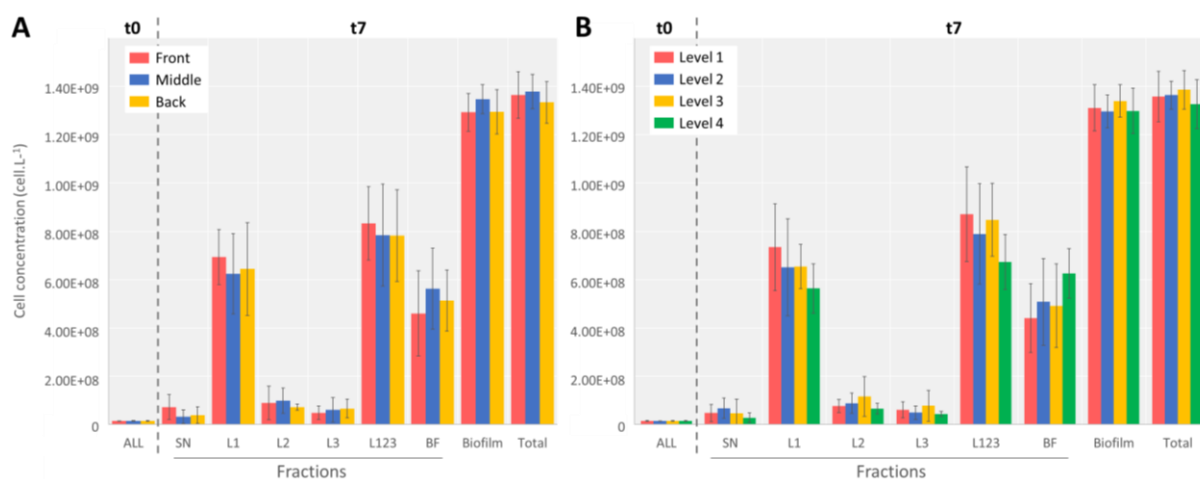 A
t0
t7
Front
Middle
Back
Cell concentration (cell.L-1)
1.40E+09
1.20E+09
1.00E+09
8.00E+08
6.00E+08
4.00E+08
2.00E+08
0
ALL
SN
L1
L2
L3
L123
BF
Biofilm
Total
Fractions
B
t0
t7
Level 1
Level 2
Level 3
Level 4
1.40E+09
1.20E+09
1.00E+09
8.00E+08
6.00E+08
4.00E+08
2.00E+08
0
ALL
SN
L1
L2
L3
L123
BF
Biofilm
Total
Fractions